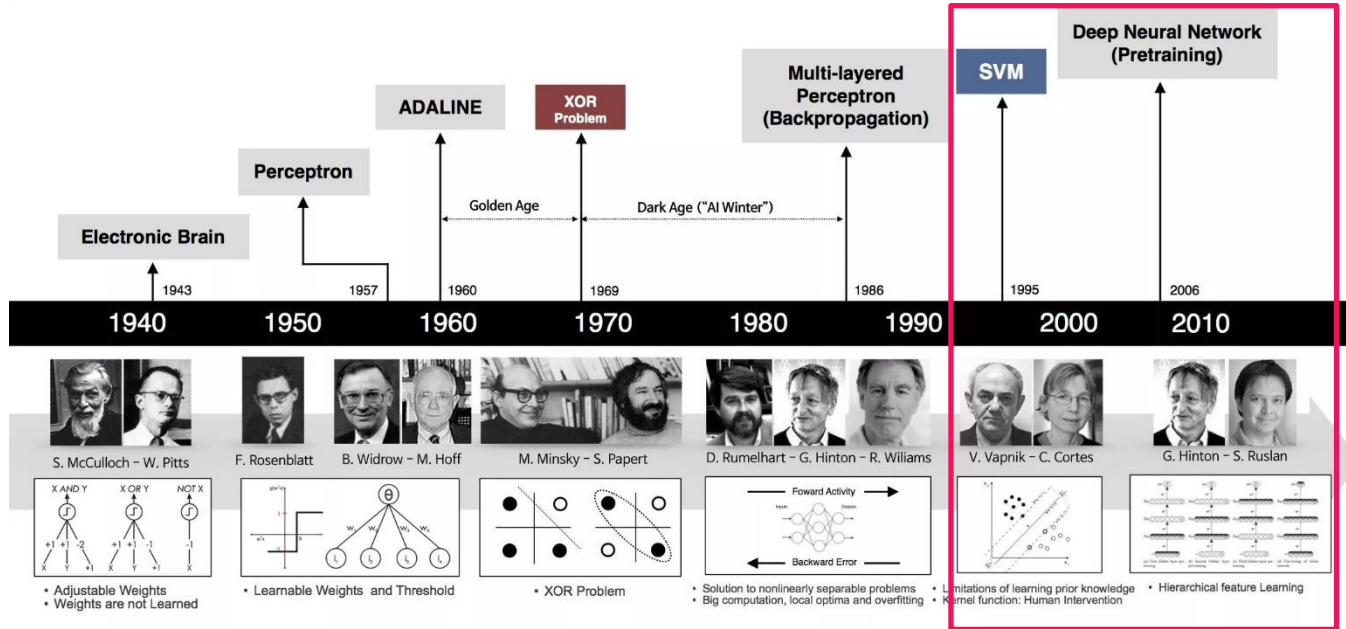 Deep Neural Network
(Pretraining)
SVM
Multi-layered
Perceptron
(Backpropagation)
ADALINE
XOR
Problem
Perceptron
Golden Age
Dark Age ("AI Winter")
Electronic Brain
1943
1957
1960
1969
1986
1995
2006
1940
1950
1960
1970
1980
1990
2000
2010
S. McCulloch – W. Pitts
F. Rosenblatt
B. Widrow – M. Hoff
M. Minsky - S. Papert
D. Rumelhart – G. Hinton - R. Wiliams
V. Vapnik – C. Cortes
G. Hinton – S. Ruslan
X AND Y
X OR Y
NOT X
+1 +1 -2
+1 +1 -1
-1
X Y +1
X Y +1
X
θ
Foward Activity
Inputs
Outputs
Backward Error
• Adjustable Weights
• Weights are not Learned
• Learnable Weights and Threshold
• XOR Problem
• Solution to nonlinearly separable problems
• Big computation, local optima and overfitting
• Limitations of learning prior knowledge
• Kernel function: Human Intervention
• Hierarchical feature Learning